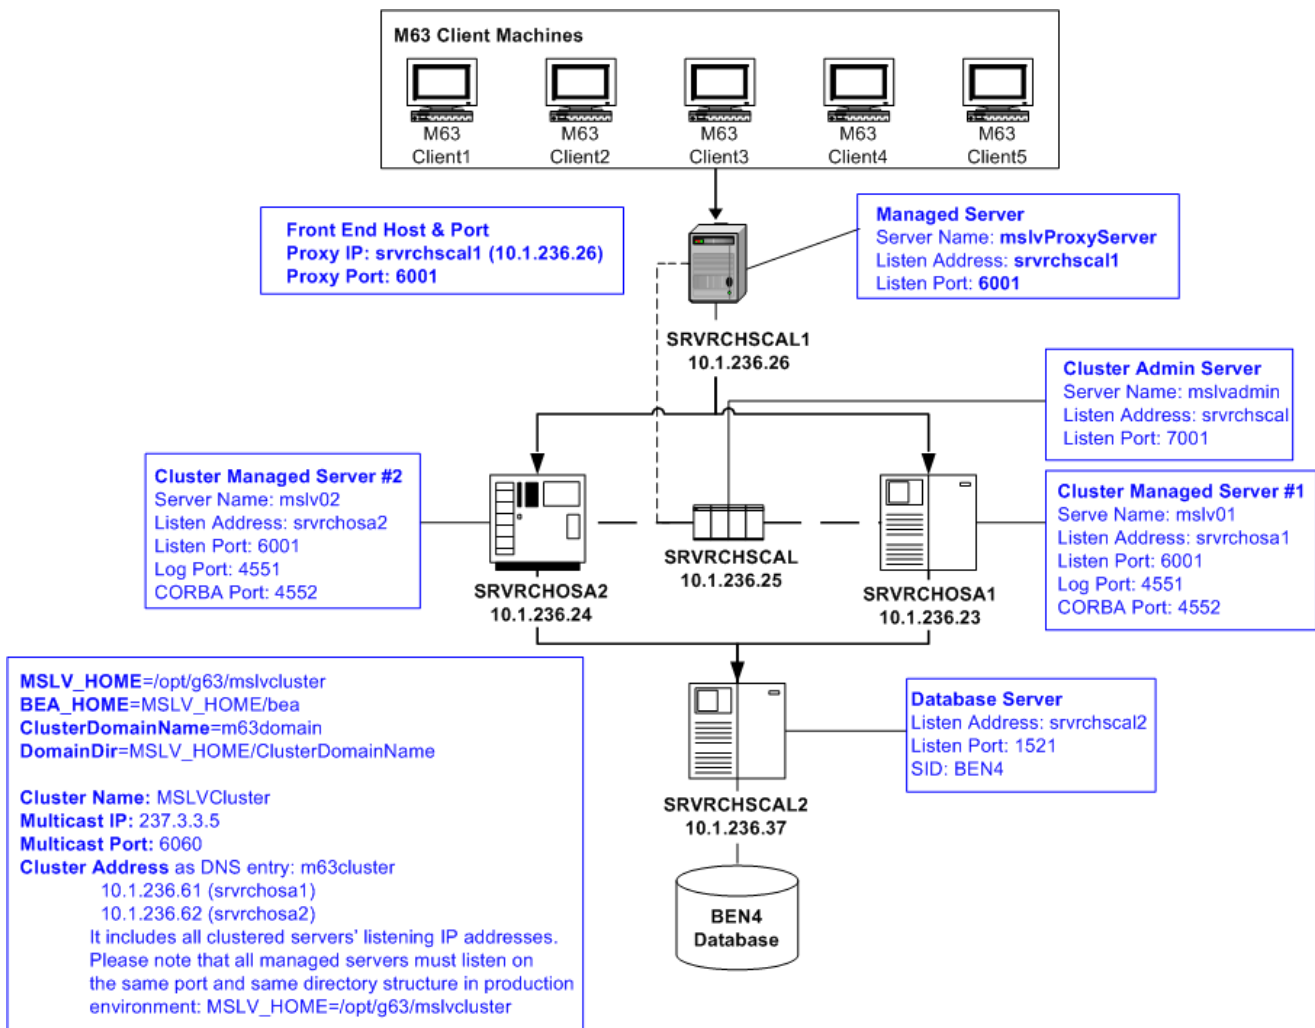 M63 Client Machines
M63
Client1
M63
Client2
M63
Client3
M63
Client4
M63
Client5
Front End Host & Port
Proxy IP: srvrchscal1 (10.1.236.26)
Proxy Port: 6001
Managed Server
Server Name: mslvProxyServer
Listen Address: srvrchscal1
Listen Port: 6001
SRVRCHSCAL1
10.1.236.26
Cluster Admin Server
Server Name: mslvadmin
Listen Address: srvrchscal
Listen Port: 7001
Cluster Managed Server #2
Server Name: mslv02
Listen Address: srvrchosa2
Listen Port: 6001
Log Port: 4551
CORBA Port: 4552
SRVRCHOSA2
10.1.236.24
SRVRCHSCAL
10.1.236.25
SRVRCHOSA1
10.1.236.23
Cluster Managed Server #1
Serve Name: mslv01
Listen Address: srvrchosa1
Listen Port: 6001
Log Port: 4551
CORBA Port: 4552
MSLV_HOME=/opt/g63/mslvcluster
BEA_HOME=MSLV_HOME/bea
ClusterDomainName=m63domain
DomainDir=MSLV_HOME/ClusterDomainName
Cluster Name: MSLVCluster
Multicast IP: 237.3.3.5
Multicast Port: 6060
Cluster Address as DNS entry: m63cluster
10.1.236.61 (srvrchosa1)
10.1.236.62 (srvrchosa2)
It includes all clustered servers' listening IP addresses.
Please note that all managed servers must listen on
the same port and same directory structure in production
environment: MSLV_HOME=/opt/g63/mslvcluster
Database Server
Listen Address: srvrchscal2
Listen Port: 1521
SID: BEN4
SRVRCHSCAL2
10.1.236.37
BEN4
Database